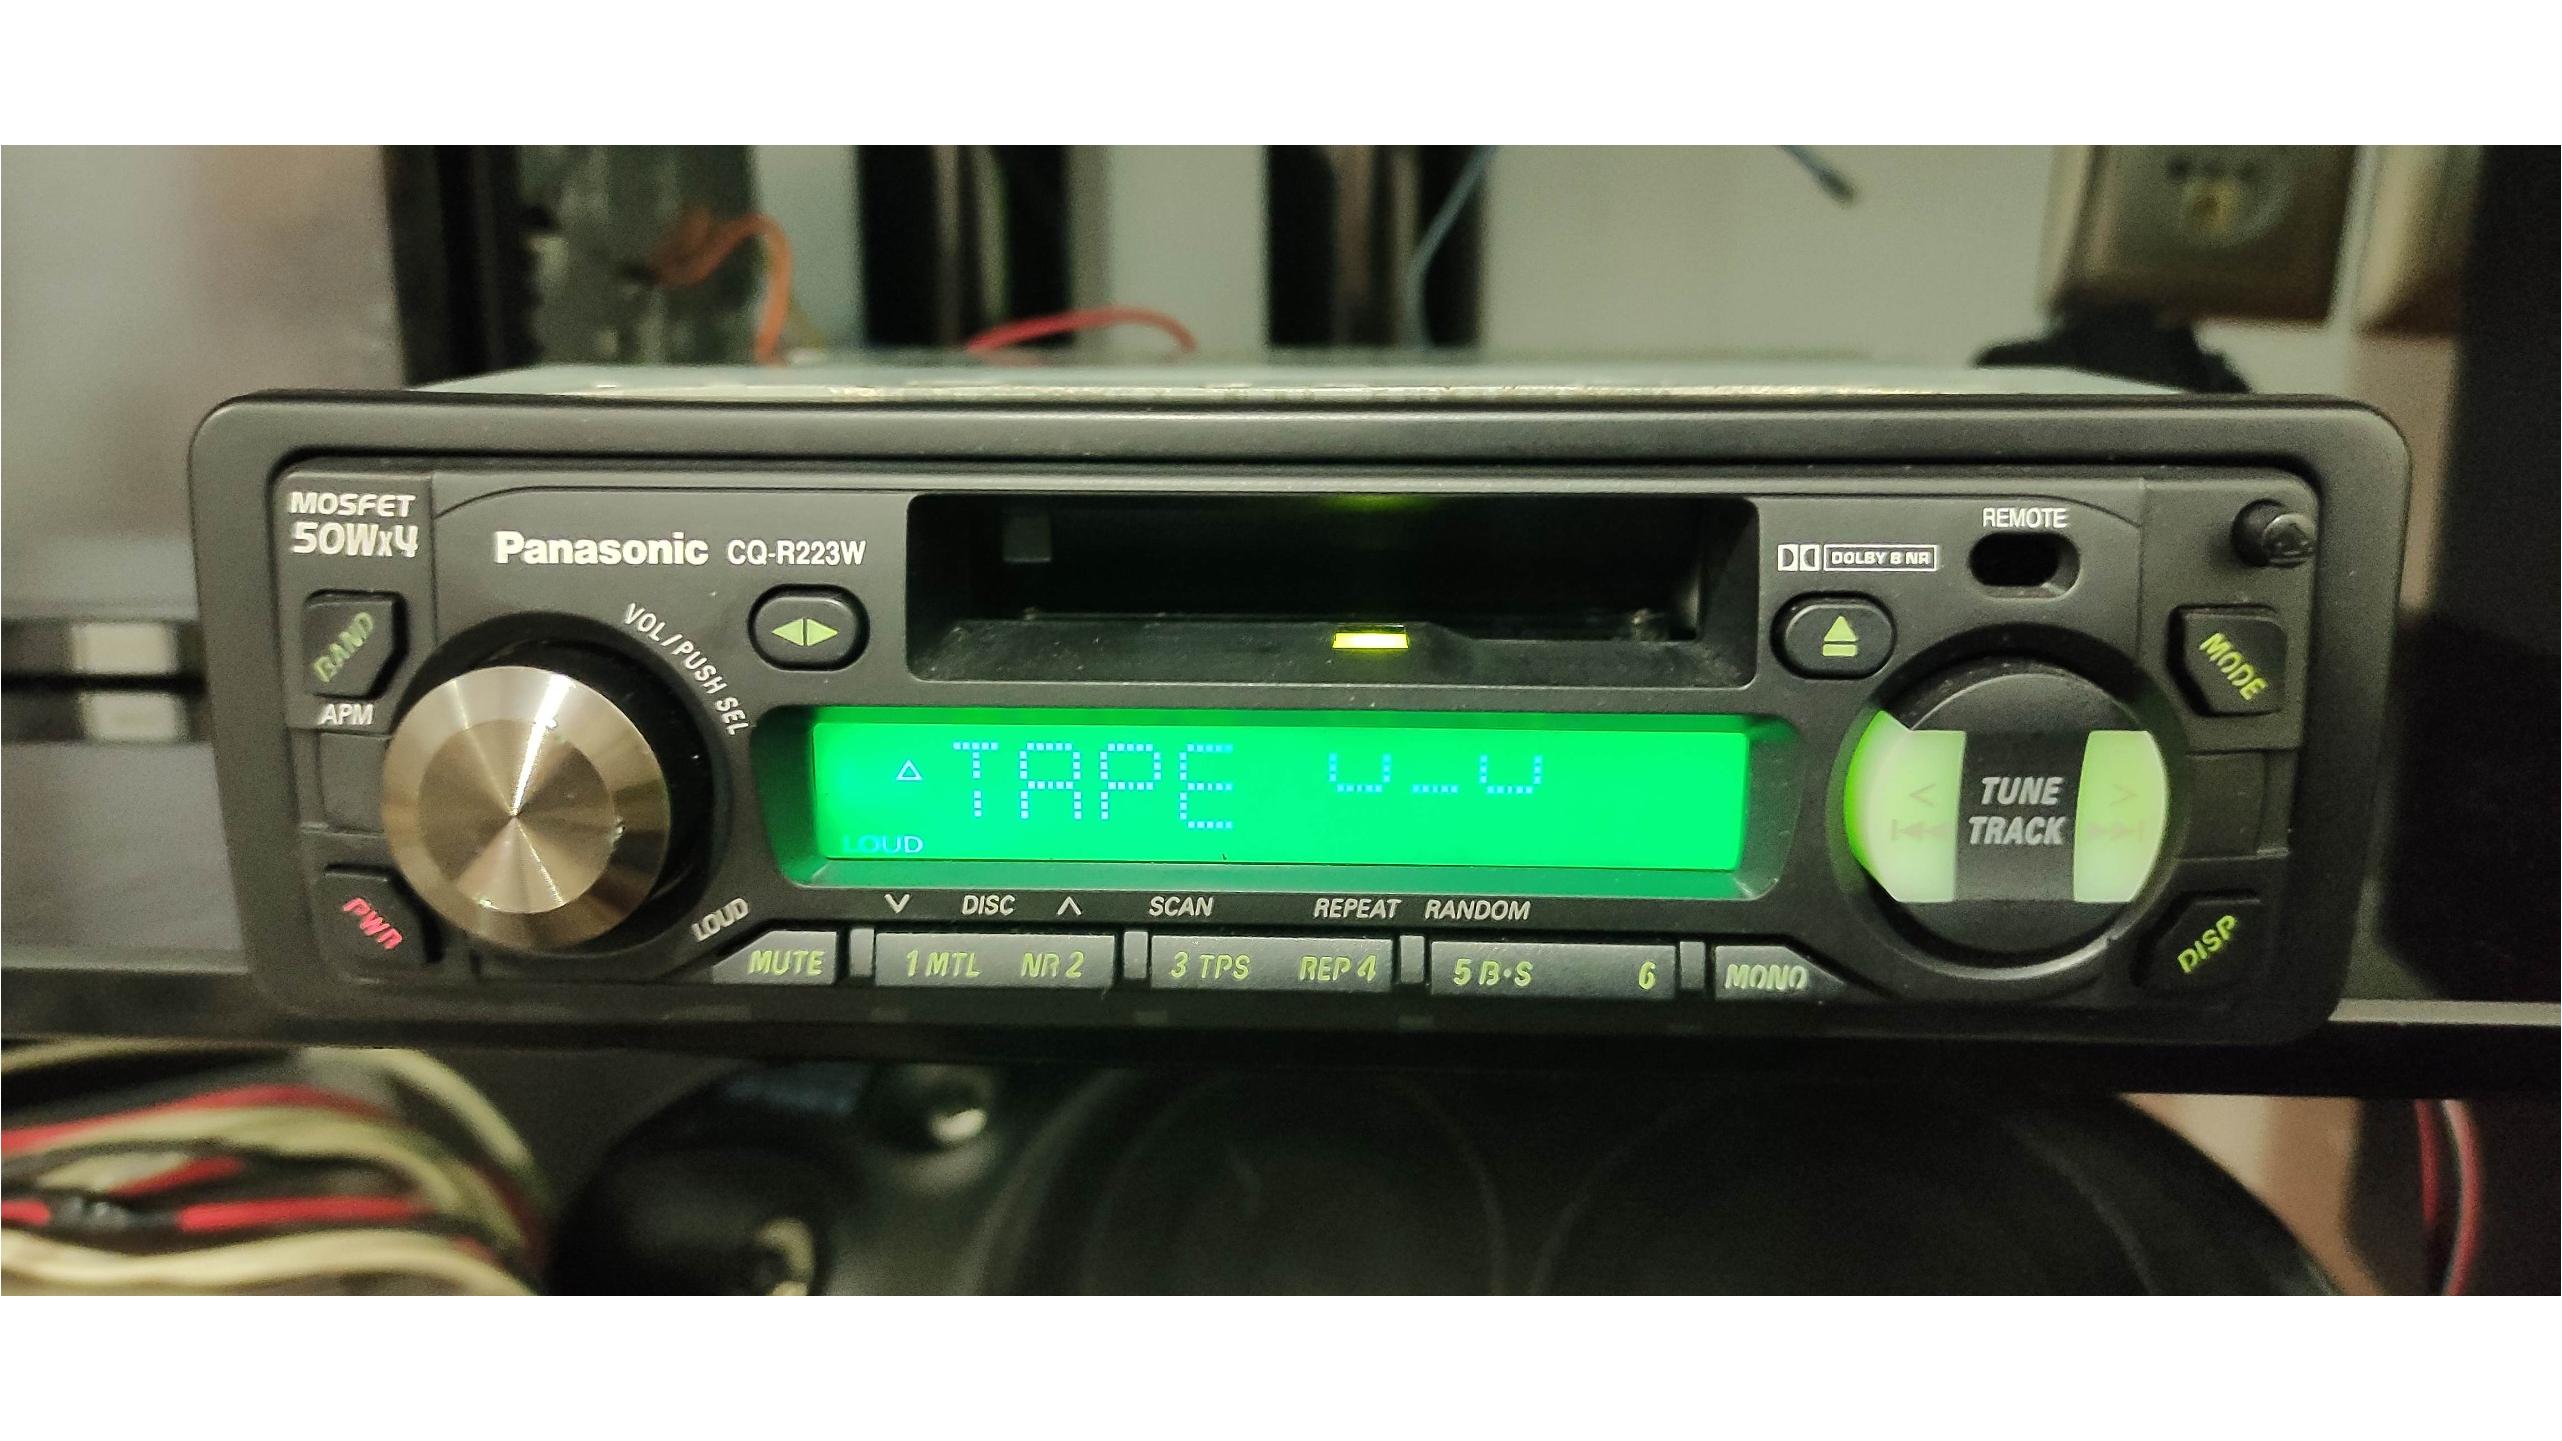 MOSFET
50Wx4
Panasonic CQ-R223W
DOLBY B NR
REMOTE
BAND
APM
VOL/PUSH SEL
MODE
TAPE
LOUD
TUNE
TRACK
PWR
LOUD
DISC SCAN REPEAT RANDOM
MUTE 1 MTL NR 2 3 TPS REP 4 5 B·S 6 MONO
DISP